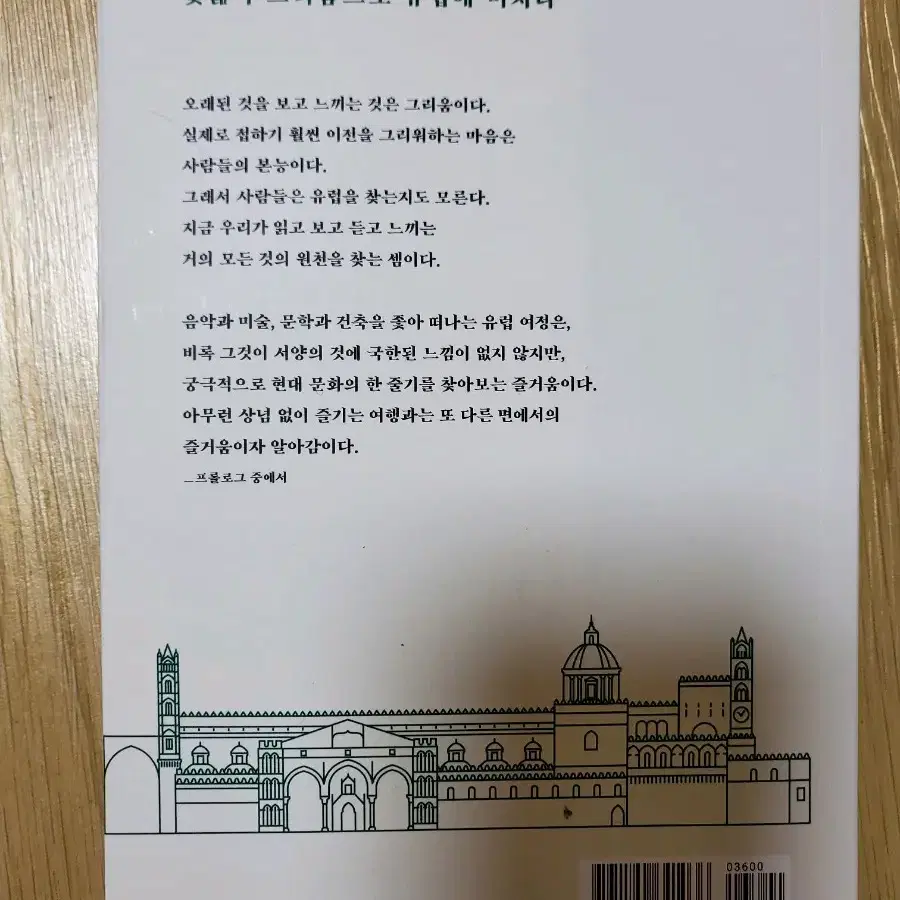 오래된 것을 보고 느끼는 것은 그리움이다.
실제로 접하기 훨씬 이전을 그리워하는 마음은
사람들의 본능이다.
그래서 사람들은 유럽을 찾는지도 모른다.
지금 우리가 읽고 보고 듣고 느끼는
거의 모든 것의 원천을 찾는 셈이다.
음악과 미술, 문학과 건축을 좇아 떠나는 유럽 여정은,
비록 그것이 서양의 것에 국한된 느낌이 없지 않지만,
궁극적으로 현대 문화의 한 줄기를 찾아보는 즐거움이다.
아무런 상념 없이 즐기는 여행과는 또 다른 면에서의
즐거움이자 알아감이다.
_프롤로그 중에서
03600